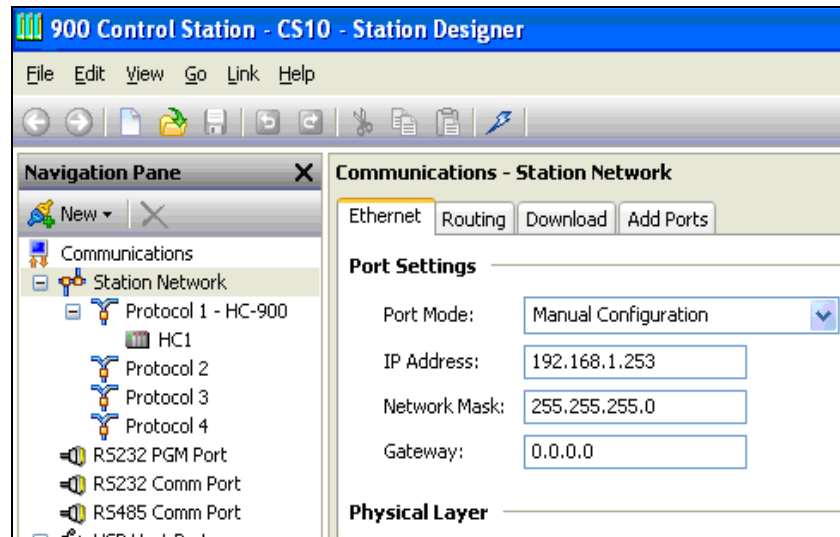 900 Control Station - CS10 - Station Designer
File Edit View Go Link Help
Navigation Pane
New
Communications
Station Network
Protocol 1 - HC-900
HC1
Protocol 2
Protocol 3
Protocol 4
RS232 PGM Port
RS232 Comm Port
RS485 Comm Port
Communications - Station Network
Ethernet Routing Download Add Ports
Port Settings
Port Mode: Manual Configuration
IP Address: 192.168.1.253
Network Mask: 255.255.255.0
Gateway: 0.0.0.0
Physical Layer